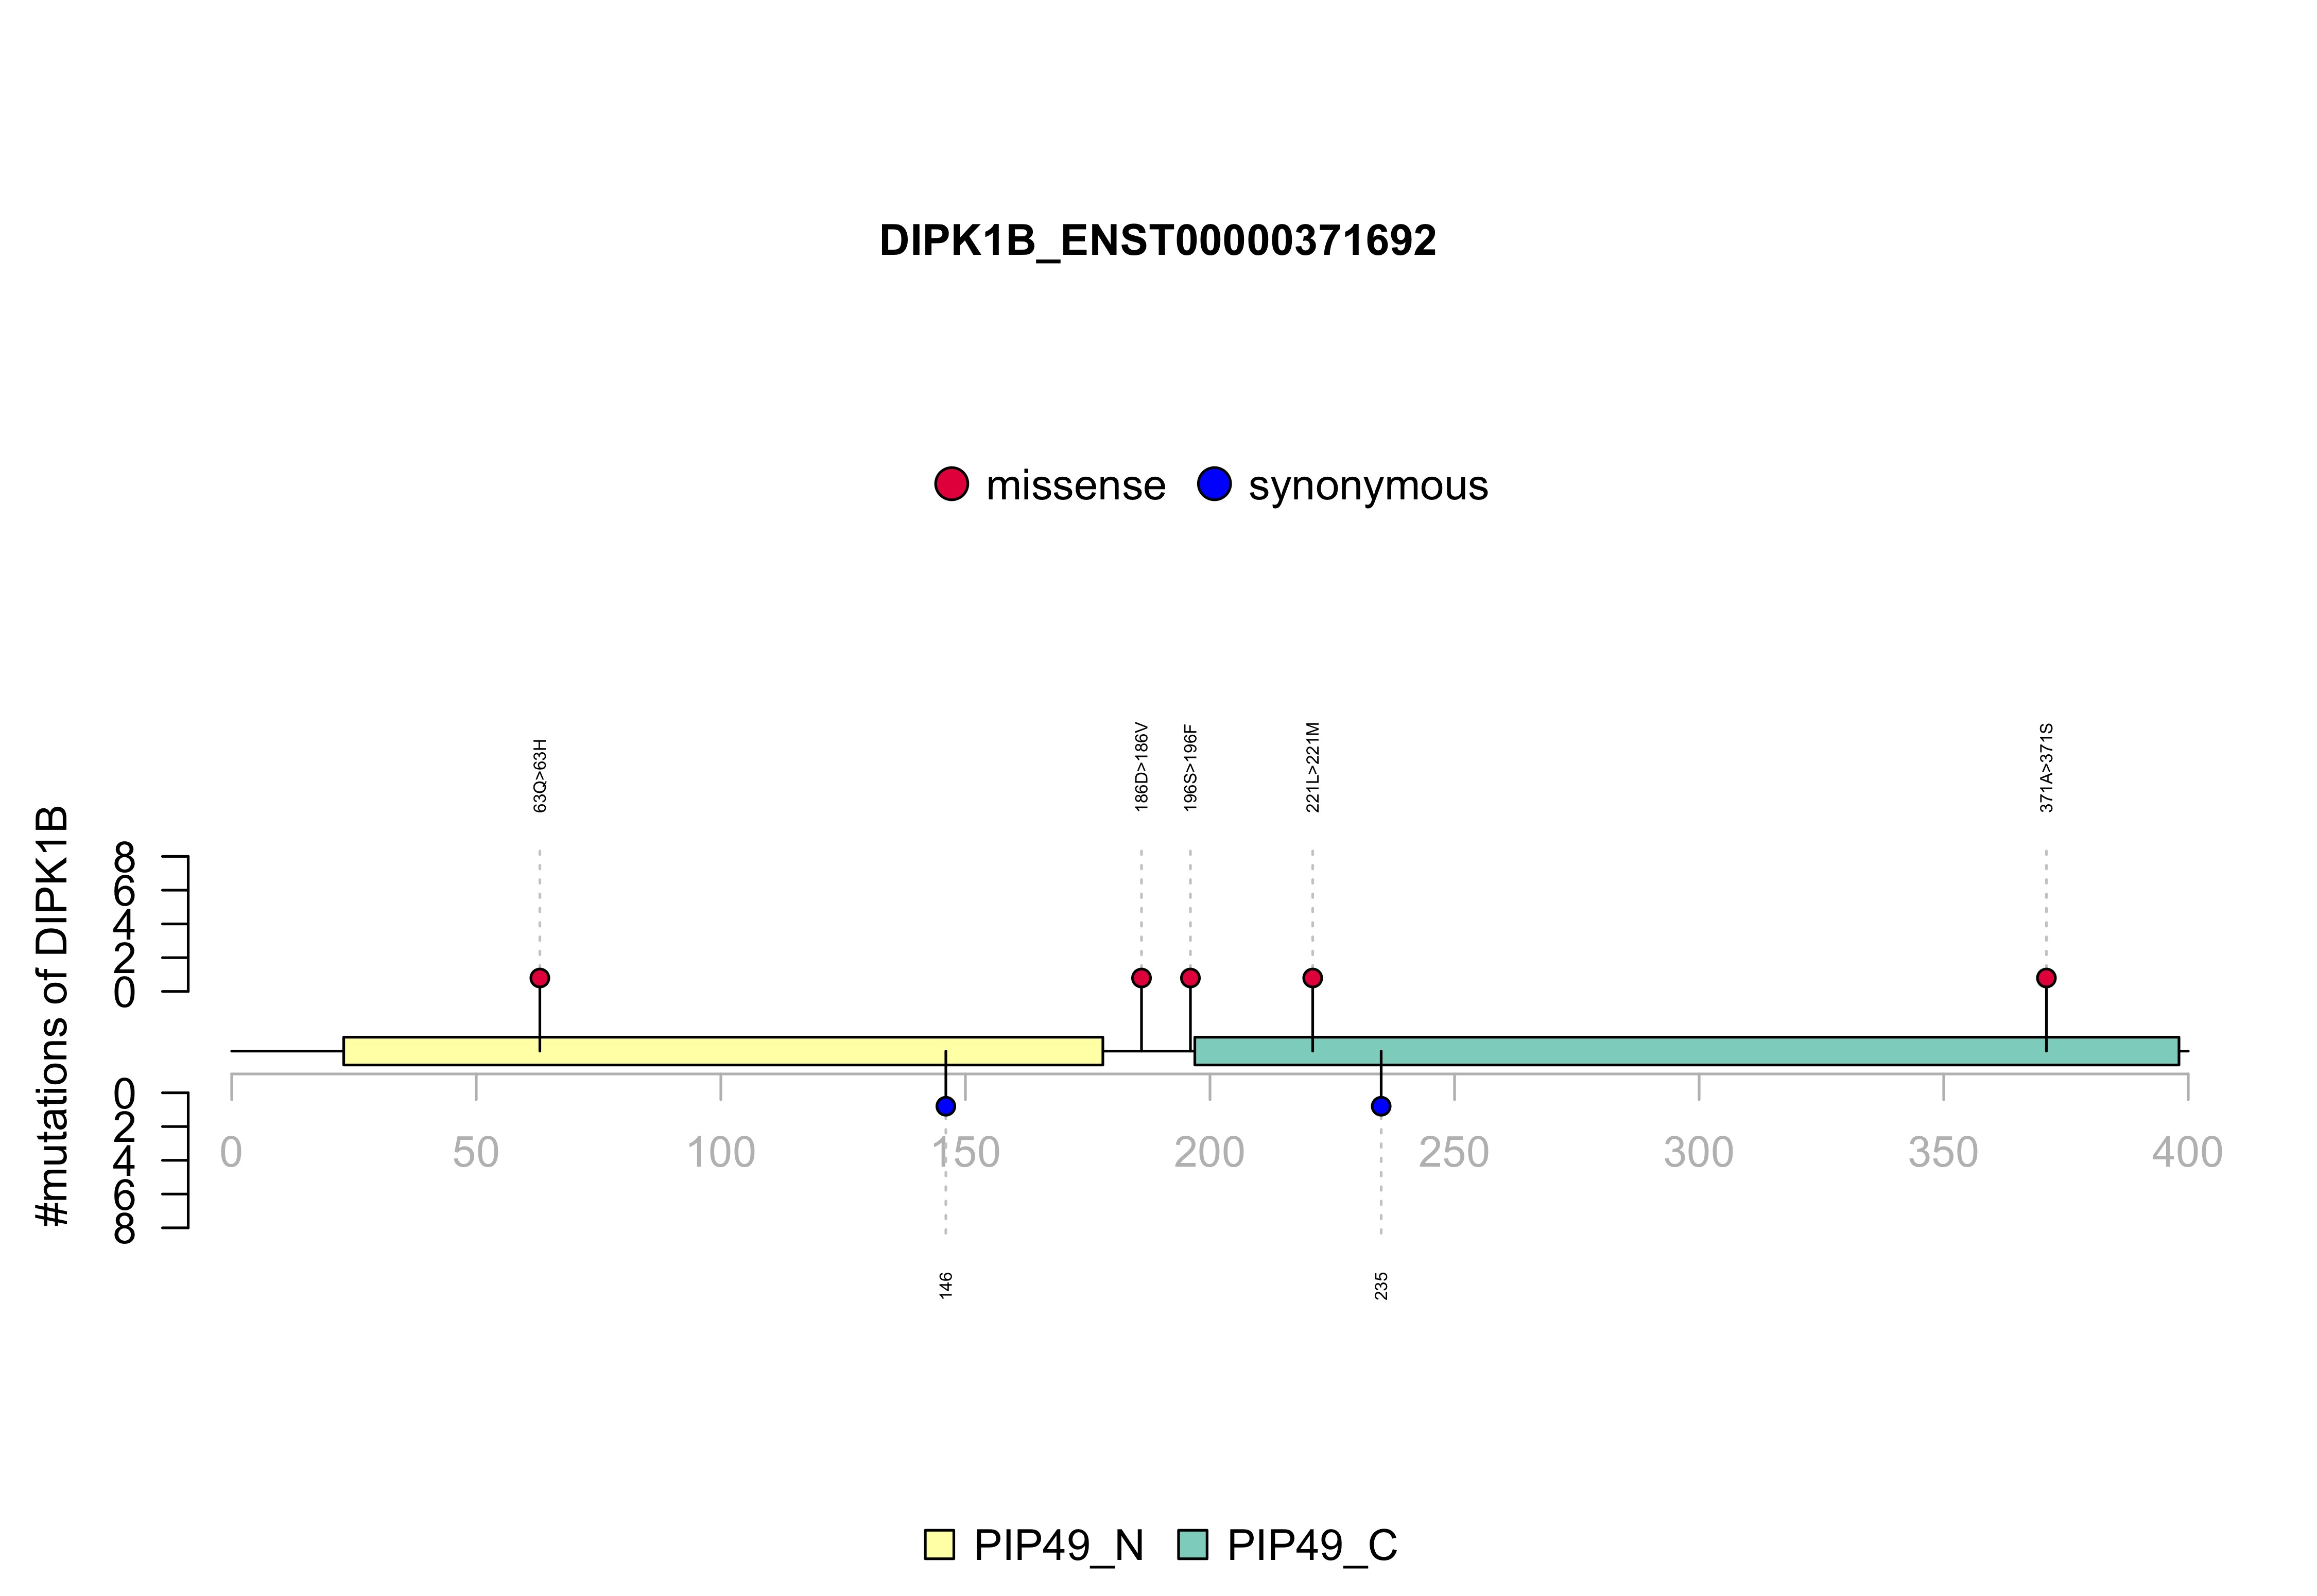 DIPK1B_ENST00000371692
missense synonymous
63Q>63H 186D>186V 196S>196F 221L>221M 371A>371S
#mutations of DIPK1B
8
6
4
2
0
0
2
4
6
8
0 50 100 150 200 250 300 350 400
146 235
PIP49_N PIP49_C